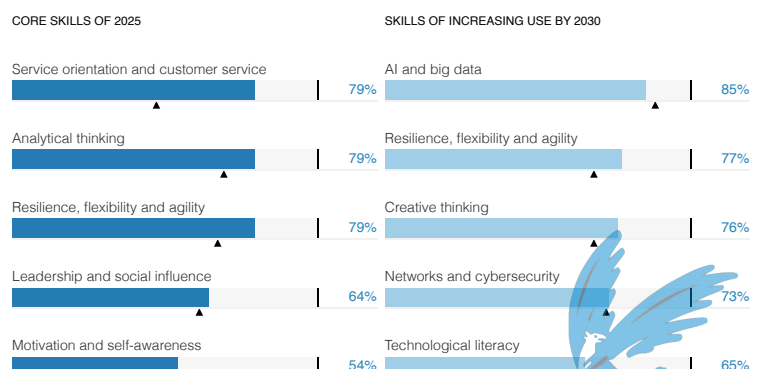 CORE SKILLS OF 2025
Service orientation and customer service
79%
Analytical thinking
79%
Resilience, flexibility and agility
79%
Leadership and social influence
64%
Motivation and self-awareness
54%
SKILLS OF INCREASING USE BY 2030
AI and big data
85%
Resilience, flexibility and agility
77%
Creative thinking
76%
Networks and cybersecurity
73%
Technological literacy
65%